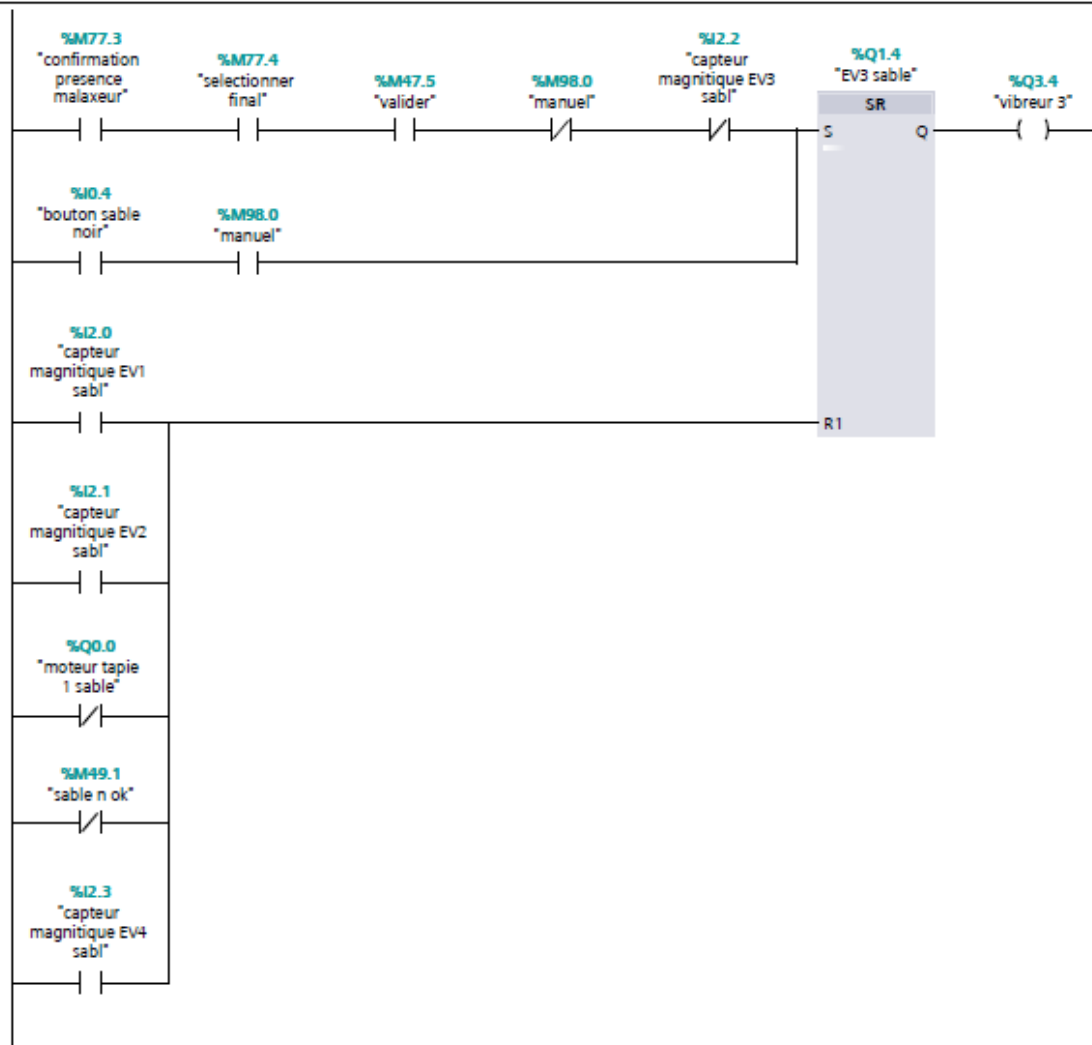 %M77.3
"confirmation
presence
malaxeur"
%M77.4
"selectionner
final"
%M47.5
"valider"
%M98.0
"manuel"
%I2.2
"capteur
magnitique EV3
sabl"
%Q1.4
"EV3 sable"
SR
S
Q
%Q3.4
"vibreur 3"
%I0.4
"bouton sable
noir"
%M98.0
"manuel"
%I2.0
"capteur
magnitique EV1
sabl"
R1
%I2.1
"capteur
magnitique EV2
sabl"
%Q0.0
"moteur tapie
1 sable"
%M49.1
"sable n ok"
%I2.3
"capteur
magnitique EV4
sabl"